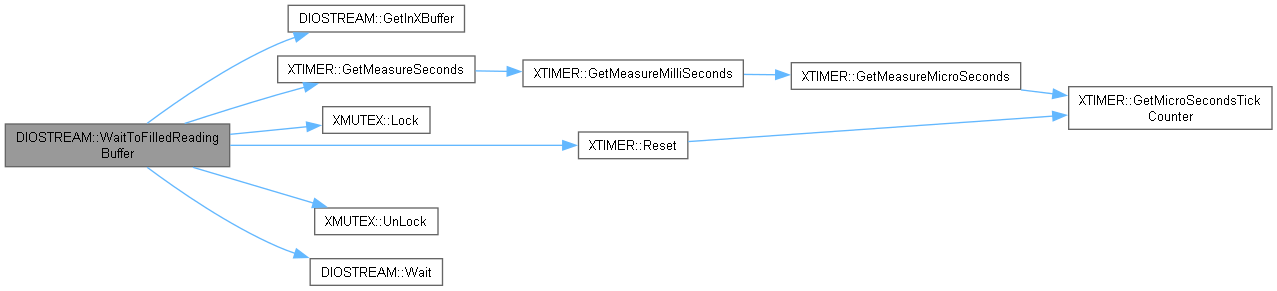 DIOSTREAM::WaitToFilledReading
Buffer
DIOSTREAM::GetInXBuffer
XTIMER::GetMeasureSeconds
XTIMER::GetMeasureMilliSeconds
XTIMER::GetMeasureMicroSeconds
XTIMER::GetMicroSecondsTick
Counter
XMUTEX::Lock
XTIMER::Reset
XMUTEX::UnLock
DIOSTREAM::Wait